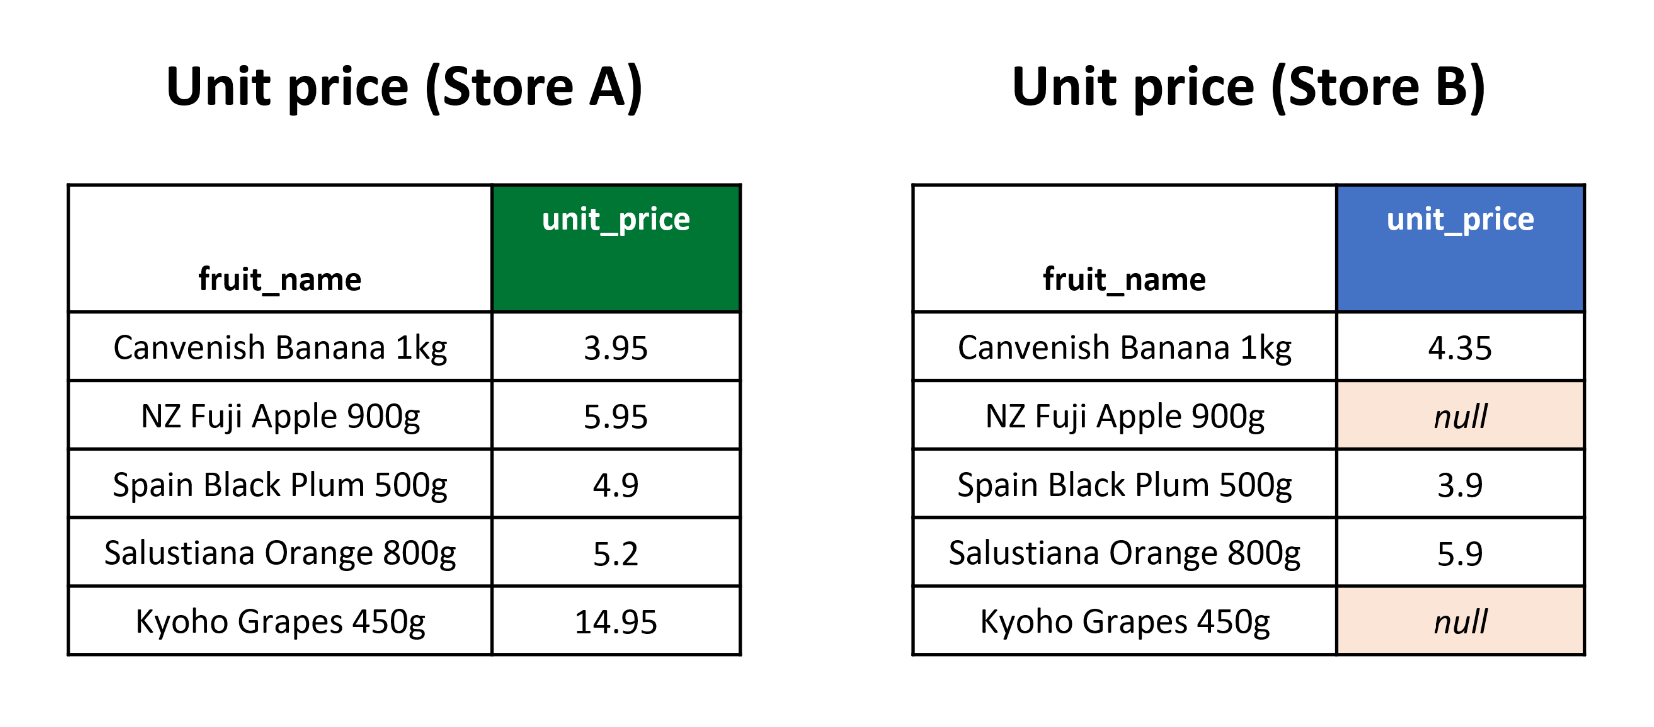 Unit price (Store A)
unit_price
fruit_name
Canvenish Banana 1kg 3.95
NZ Fuji Apple 900g 5.95
Spain Black Plum 500g 4.9
Salustiana Orange 800g 5.2
Kyoho Grapes 450g 14.95
Unit price (Store B)
unit_price
fruit_name
Canvenish Banana 1kg 4.35
NZ Fuji Apple 900g null
Spain Black Plum 500g 3.9
Salustiana Orange 800g 5.9
Kyoho Grapes 450g null